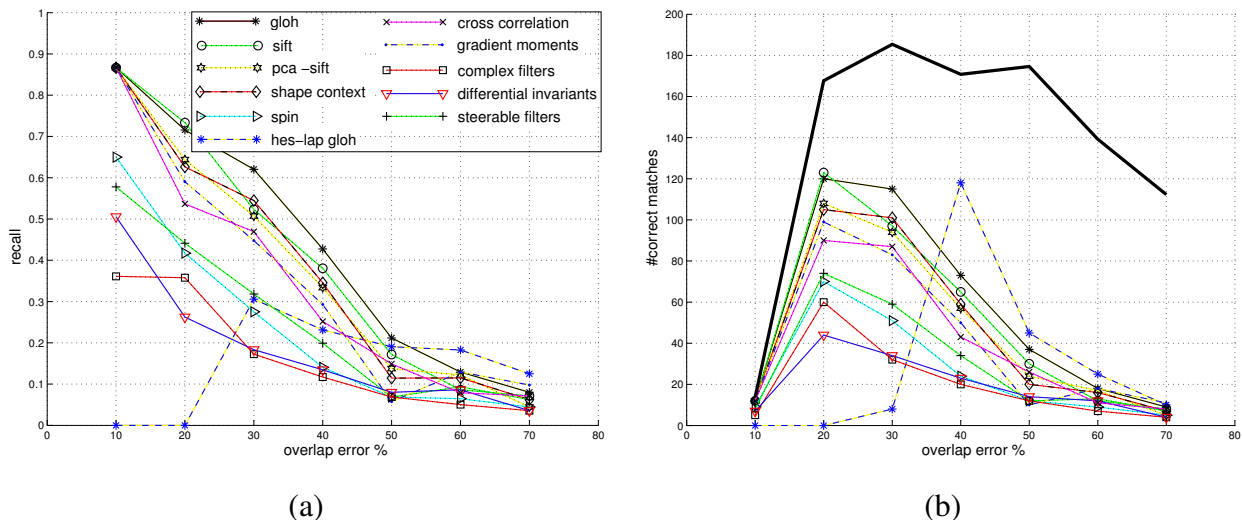 1
0.9
0.8
0.7
0.6
0.5
0.4
0.3
0.2
0.1
0
recall
0 10 20 30 40 50 60 70 80
overlap error %
gloh
sift
pca −sift
shape context
spin
hes−lap gloh
cross correlation
gradient moments
complex filters
differential invariants
steerable filters
(a)
200
180
160
140
120
100
80
60
40
20
0
#correct matches
0 10 20 30 40 50 60 70 80
overlap error %
(b)